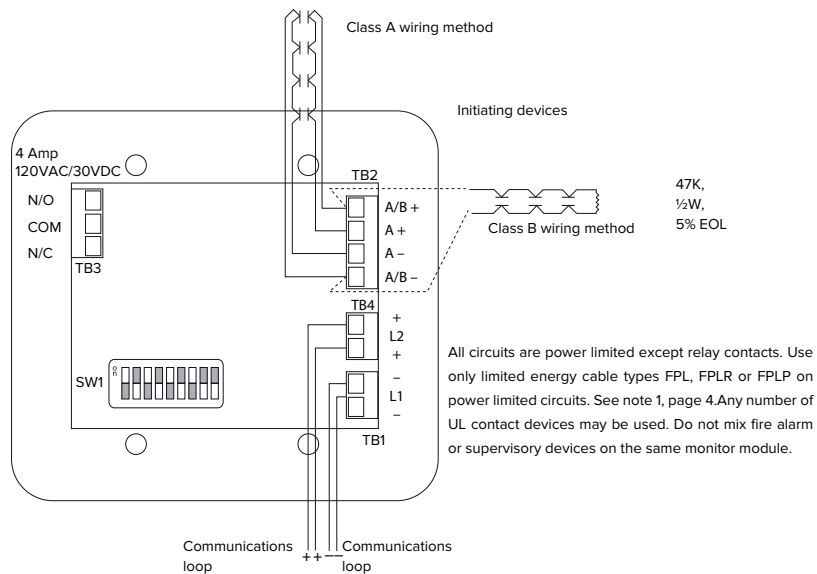 Class A wiring method
Initiating devices
4 Amp
120VAC/30VDC
N/O
COM
N/C
TB3
TB2
A/B +
A +
A –
A/B –
Class B wiring method
47K,
½W,
5% EOL
TB4
+
L2
+
–
L1
–
TB1
SW1
ON
All circuits are power limited except relay contacts. Use
only limited energy cable types FPL, FPLR or FPLP on
power limited circuits. See note 1, page 4.Any number of
UL contact devices may be used. Do not mix fire alarm
or supervisory devices on the same monitor module.
Communications
loop
++––
Communications
loop